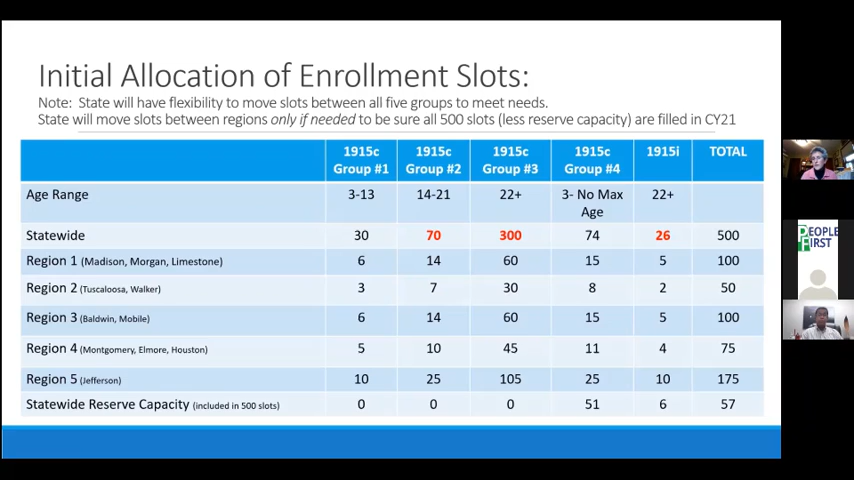 Initial Allocation of Enrollment Slots:
Note: State will have flexibility to move slots between all five groups to meet needs.
State will move slots between regions only if needed to be sure all 500 slots (less reserve capacity) are filled in CY21
1915c Group #1 1915c Group #2 1915c Group #3 1915c Group #4 1915i TOTAL
Age Range 3-13 14-21 22+ 3- No Max Age 22+
Statewide 30 70 300 74 26 500
Region 1 (Madison, Morgan, Limestone) 6 14 60 15 5 100
Region 2 (Tuscaloosa, Walker) 3 7 30 8 2 50
Region 3 (Baldwin, Mobile) 6 14 60 15 5 100
Region 4 (Montgomery, Elmore, Houston) 5 10 45 11 4 75
Region 5 (Jefferson) 10 25 105 25 10 175
Statewide Reserve Capacity (included in 500 slots) 0 0 0 51 6 57
PEOPLE
FIRST